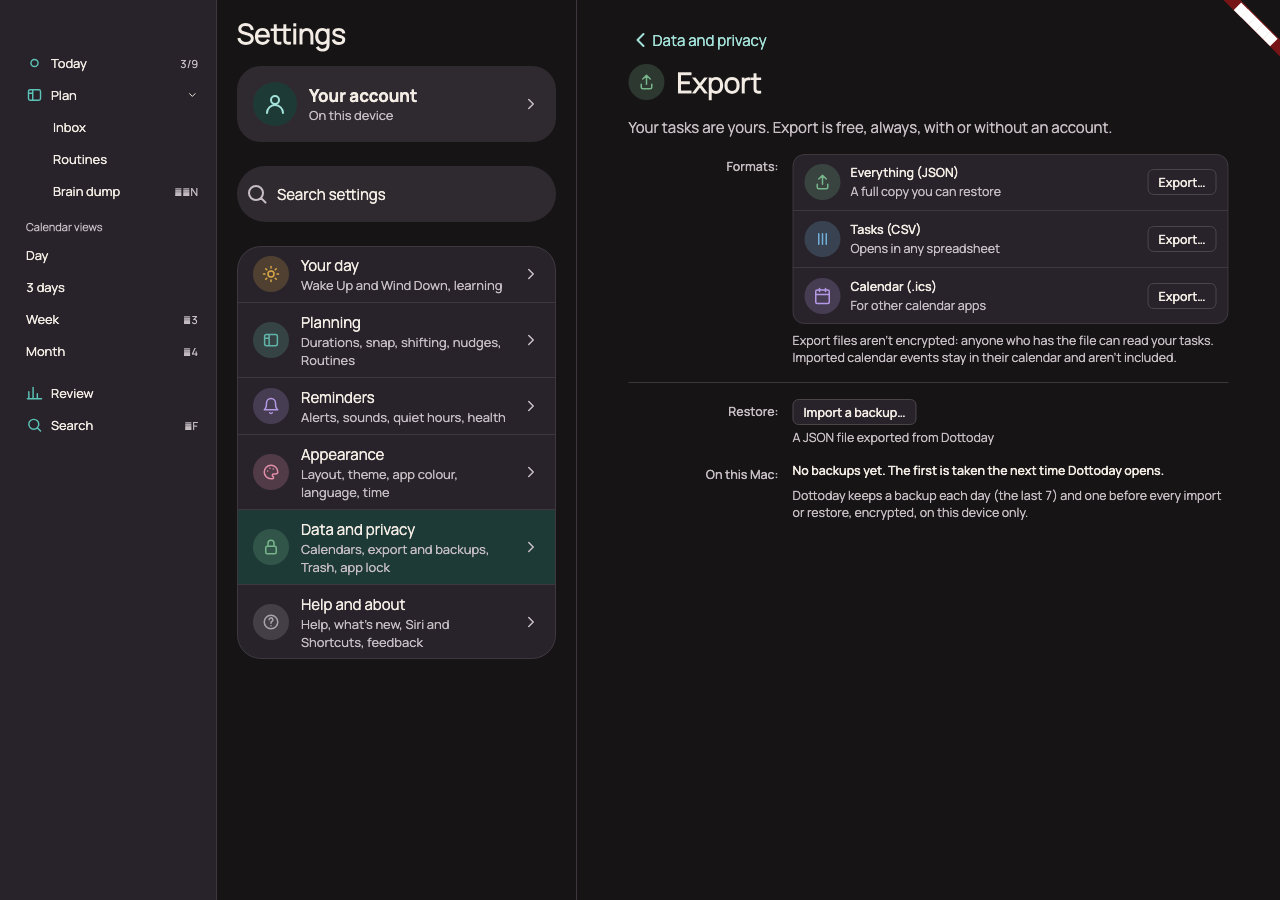 Today 3/9
Plan
Inbox
Routines
Brain dump N
Calendar views
Day
3 days
Week 3
Month 4
Review
Search F
Settings
Your account
On this device
Search settings
Your day
Wake Up and Wind Down, learning
Planning
Durations, snap, shifting, nudges,
Routines
Reminders
Alerts, sounds, quiet hours, health
Appearance
Layout, theme, app colour,
language, time
Data and privacy
Calendars, export and backups,
Trash, app lock
Help and about
Help, what's new, Siri and
Shortcuts, feedback
Data and privacy
Export
Your tasks are yours. Export is free, always, with or without an account.
Formats:
Everything (JSON)
A full copy you can restore
Export…
Tasks (CSV)
Opens in any spreadsheet
Export…
Calendar (.ics)
For other calendar apps
Export…
Export files aren't encrypted: anyone who has the file can read your tasks.
Imported calendar events stay in their calendar and aren't included.
Restore: Import a backup…
A JSON file exported from Dottoday
On this Mac: No backups yet. The first is taken the next time Dottoday opens.
Dottoday keeps a backup each day (the last 7) and one before every import
or restore, encrypted, on this device only.